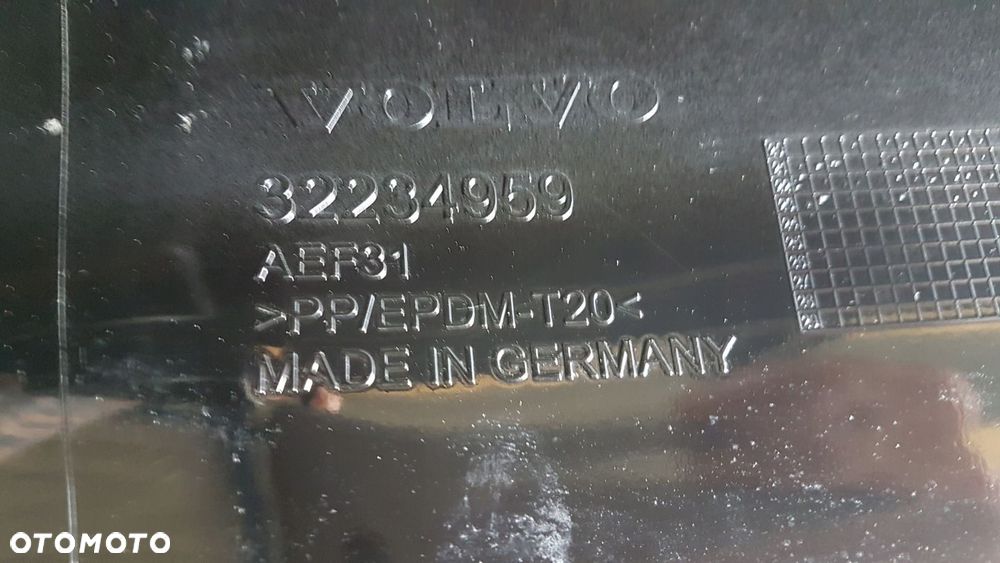 VOLVO
32234959
AEF31
>PP/EPDM-T20<
MADE IN GERMANY
OTOMOTO